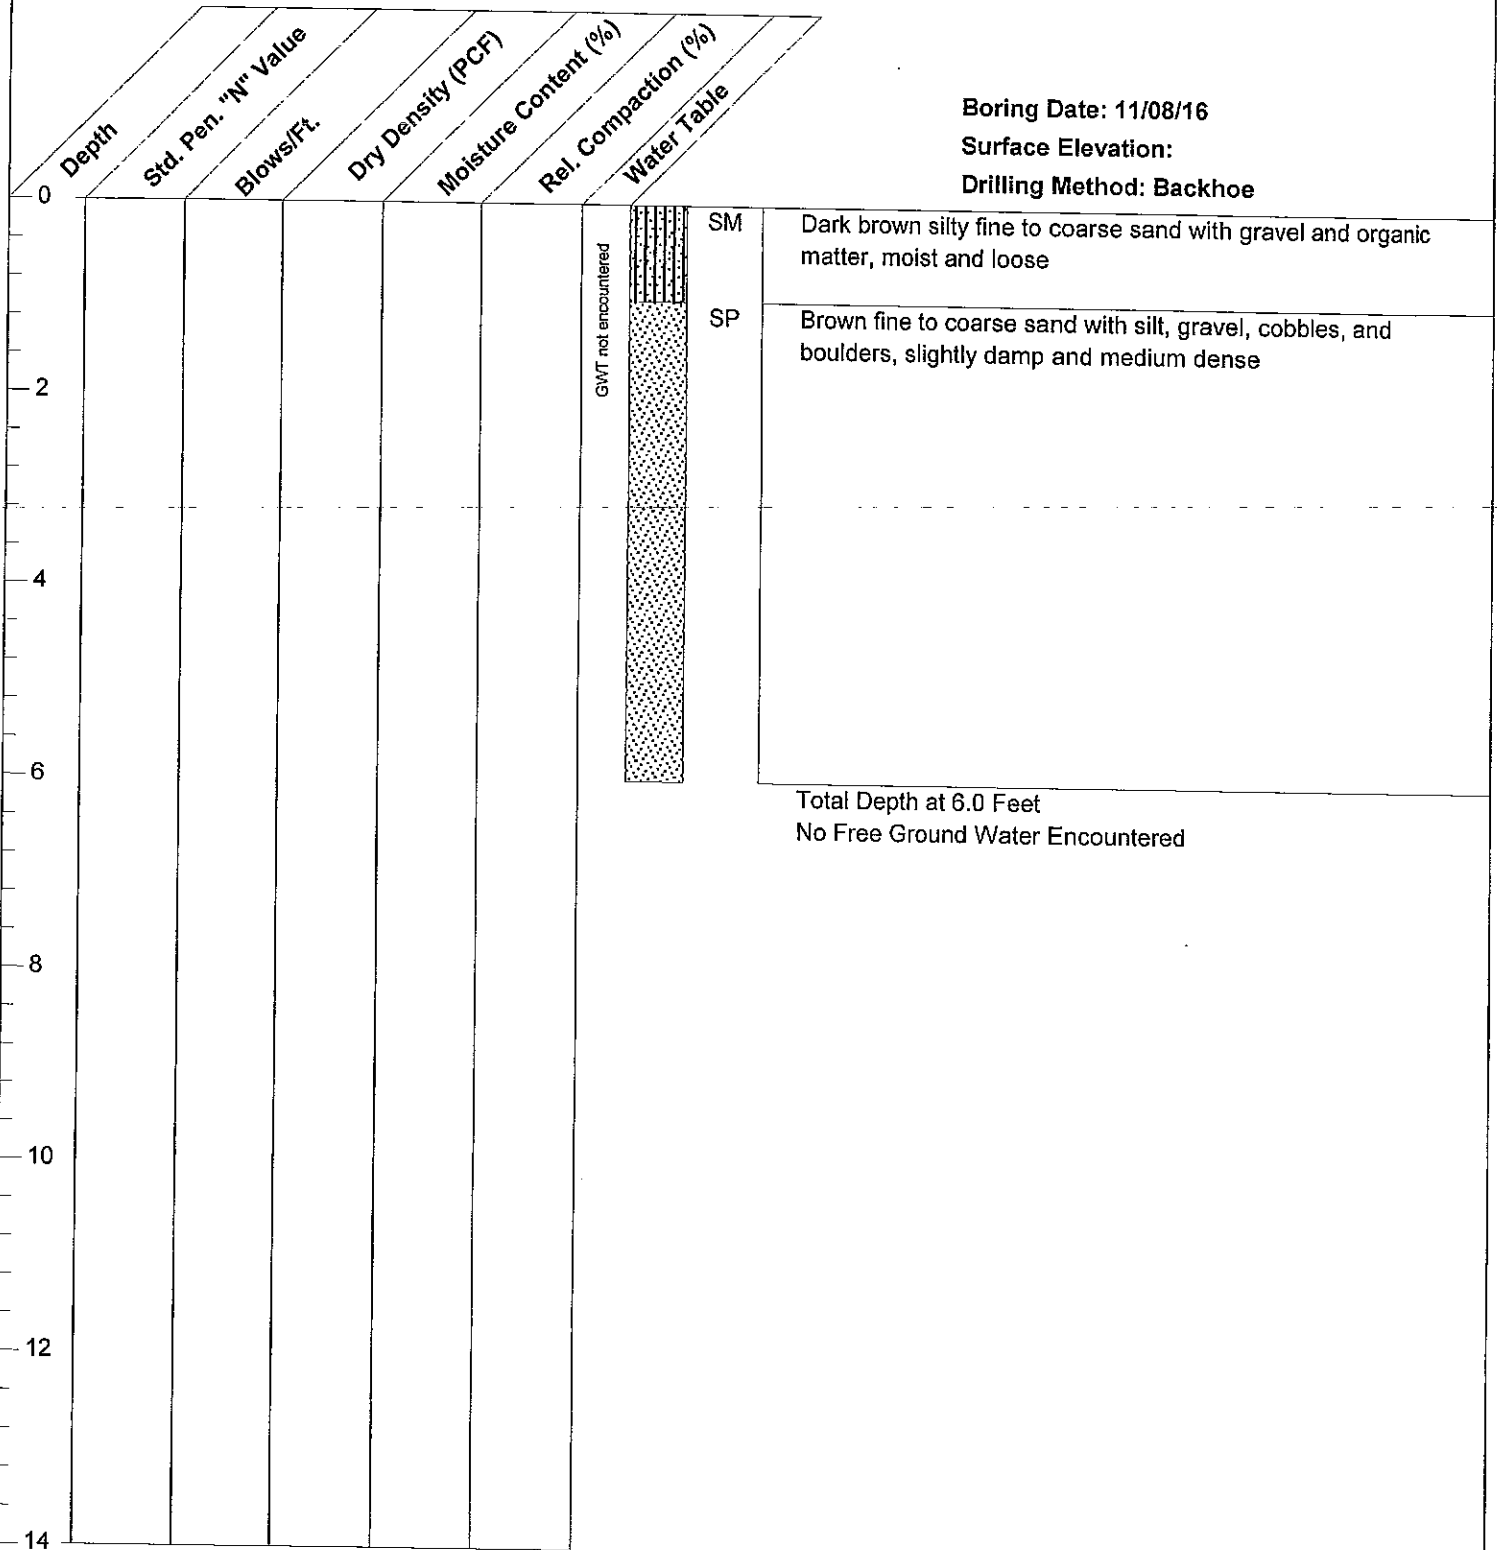 Depth
Std. Pen. "N" Value
Blows/Ft.
Dry Density (PCF)
Moisture Content (%)
Rel. Compaction (%)
Water Table
Boring Date: 11/08/16
Surface Elevation:
Drilling Method: Backhoe
0
GWT not encountered
SM
Dark brown silty fine to coarse sand with gravel and organic
matter, moist and loose
SP
Brown fine to coarse sand with silt, gravel, cobbles, and
boulders, slightly damp and medium dense
2
4
6
Total Depth at 6.0 Feet
No Free Ground Water Encountered
8
10
12
14